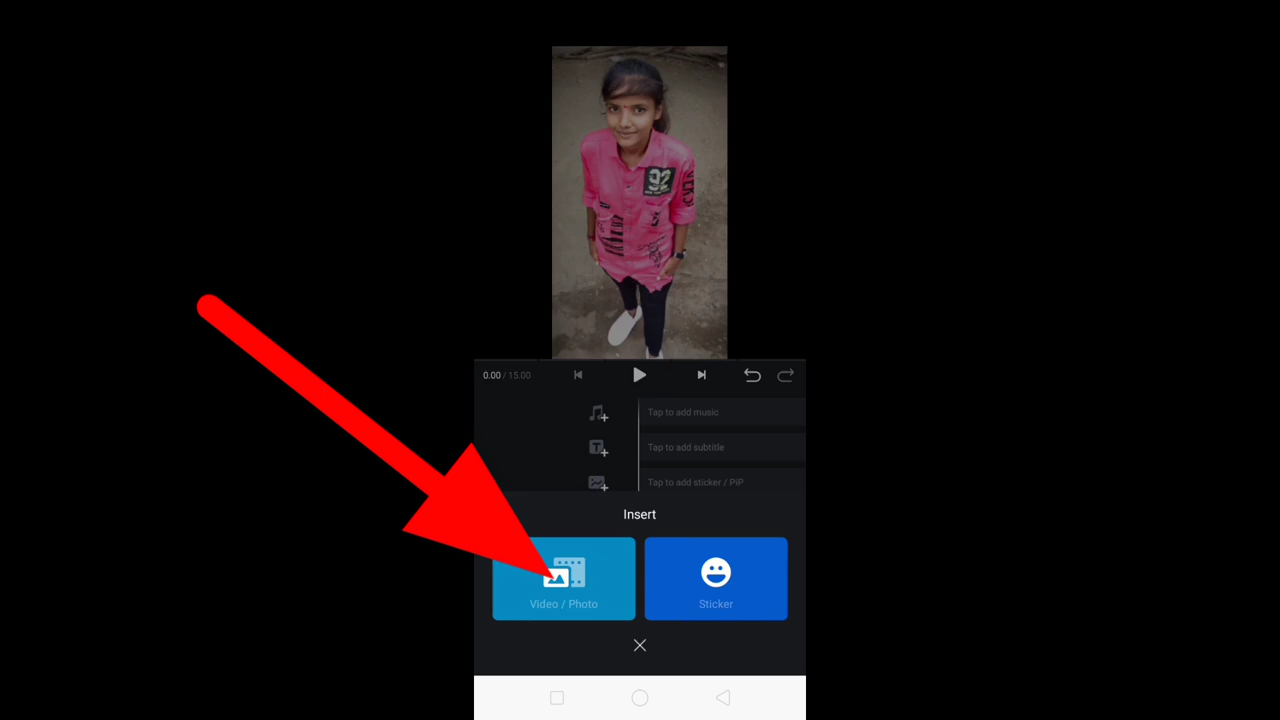 92
0.00 / 15.00
Tap to add music
T
Tap to add subtitle
Tap to add sticker / PiP
Insert
Video / Photo
Sticker